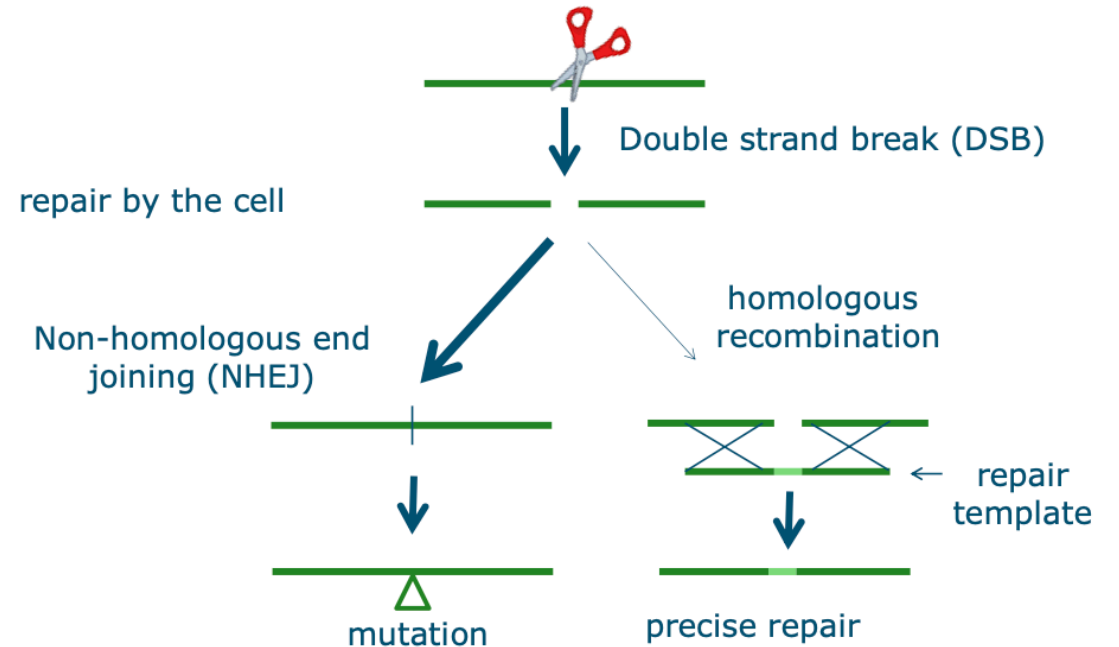 Double strand break (DSB)
repair by the cell
homologous
recombination
Non-homologous end
joining (NHEJ)
repair
template
mutation
precise repair